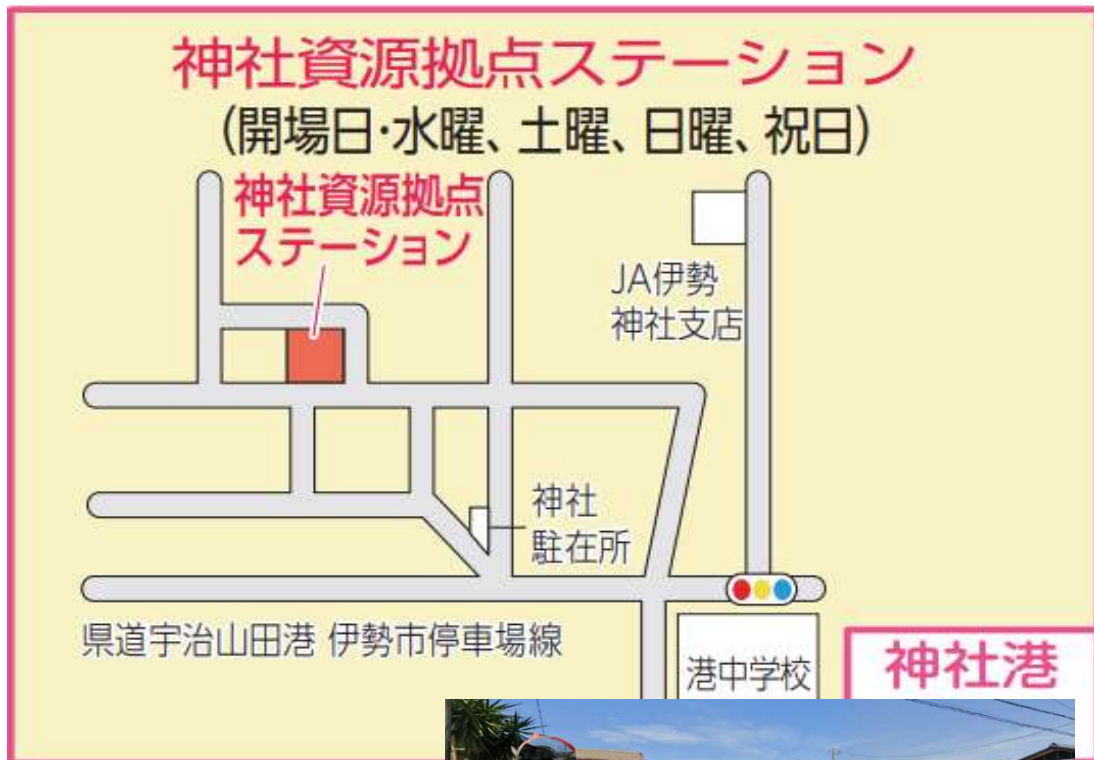 神社資源拠点ステーション
(開場日・水曜、土曜、日曜、祝日)
神社資源拠点
ステーション
JA伊勢
神社支店
神社
駐在所
県道宇治山田港 伊勢市停車場線
港中学校
神社港